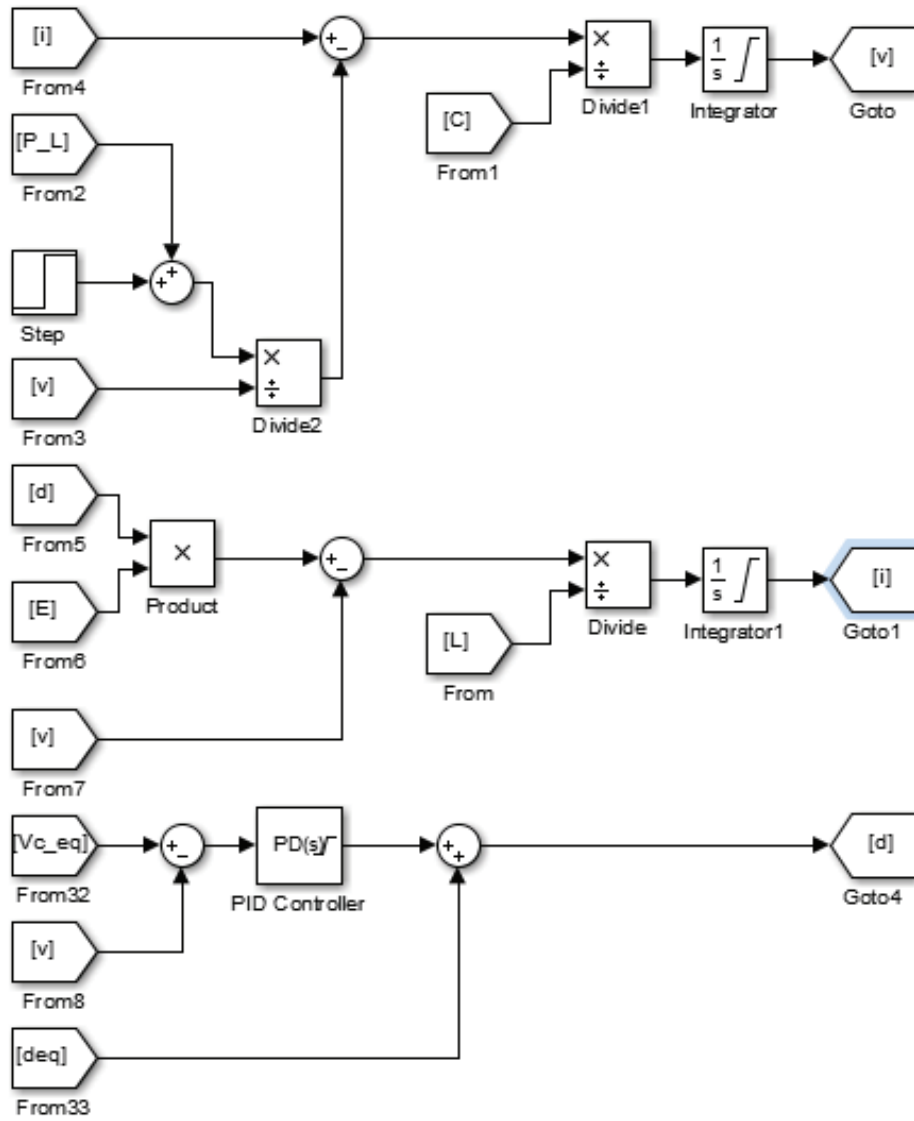 [i]
From4
[P_L]
From2
Step
[v]
From3
+
−
+
+
×
÷
Divide2
[C]
From1
×
÷
Divide1
1
s
Integrator
[v]
Goto
[d]
From5
[E]
From6
×
Product
[v]
From7
+
−
[L]
From
×
÷
Divide
1
s
Integrator1
[i]
Goto1
[Vc_eq]
From32
[v]
From8
[deq]
From33
+
−
PD(s)
PID Controller
+
+
[d]
Goto4